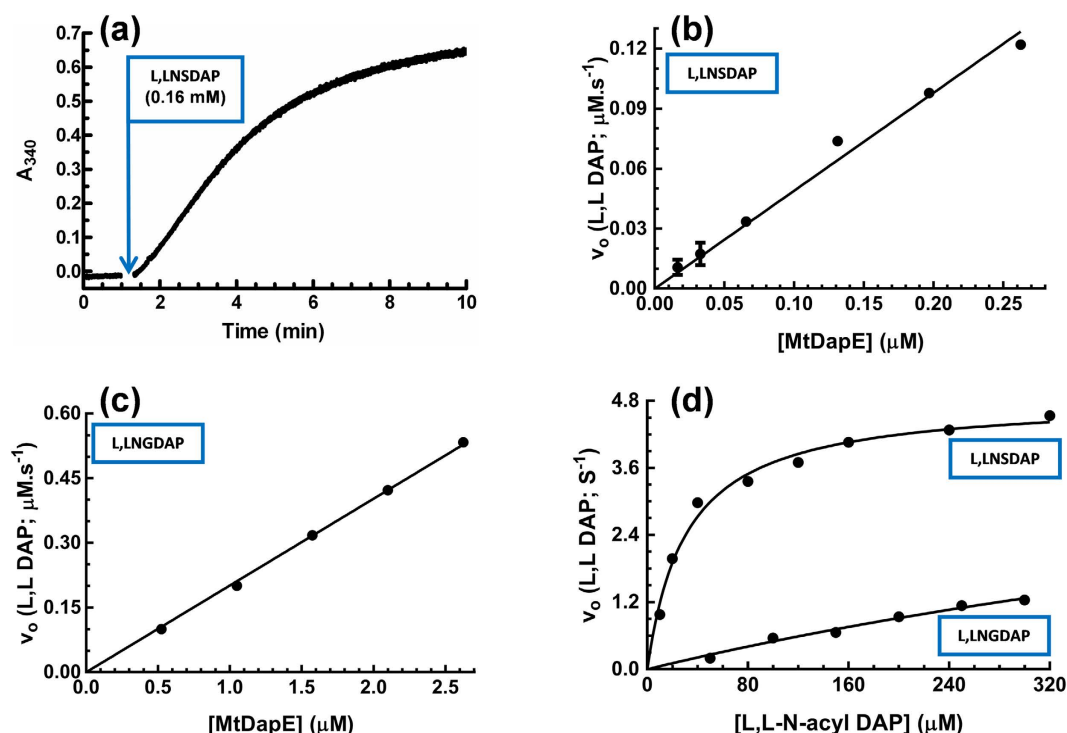 (a)
0.7
0.6
0.5
0.4
0.3
0.2
0.1
0.0
A340
L,LNSDAP
(0.16 mM)
0 2 4 6 8 10
Time (min)
(b)
0.12
0.09
0.06
0.03
0.00
vo (L,L DAP; μM.s-1)
L,LNSDAP
0.00 0.05 0.10 0.15 0.20 0.25
[MtDapE] (μM)
(c)
0.60
0.45
0.30
0.15
0.00
vo (L,L DAP; μM.s-1)
L,LNGDAP
0.0 0.5 1.0 1.5 2.0 2.5
[MtDapE] (μM)
(d)
4.8
3.6
2.4
1.2
0.0
vo (L,L DAP; S-1)
L,LNSDAP
L,LNGDAP
0 80 160 240 320
[L,L-N-acyl DAP] (μM)